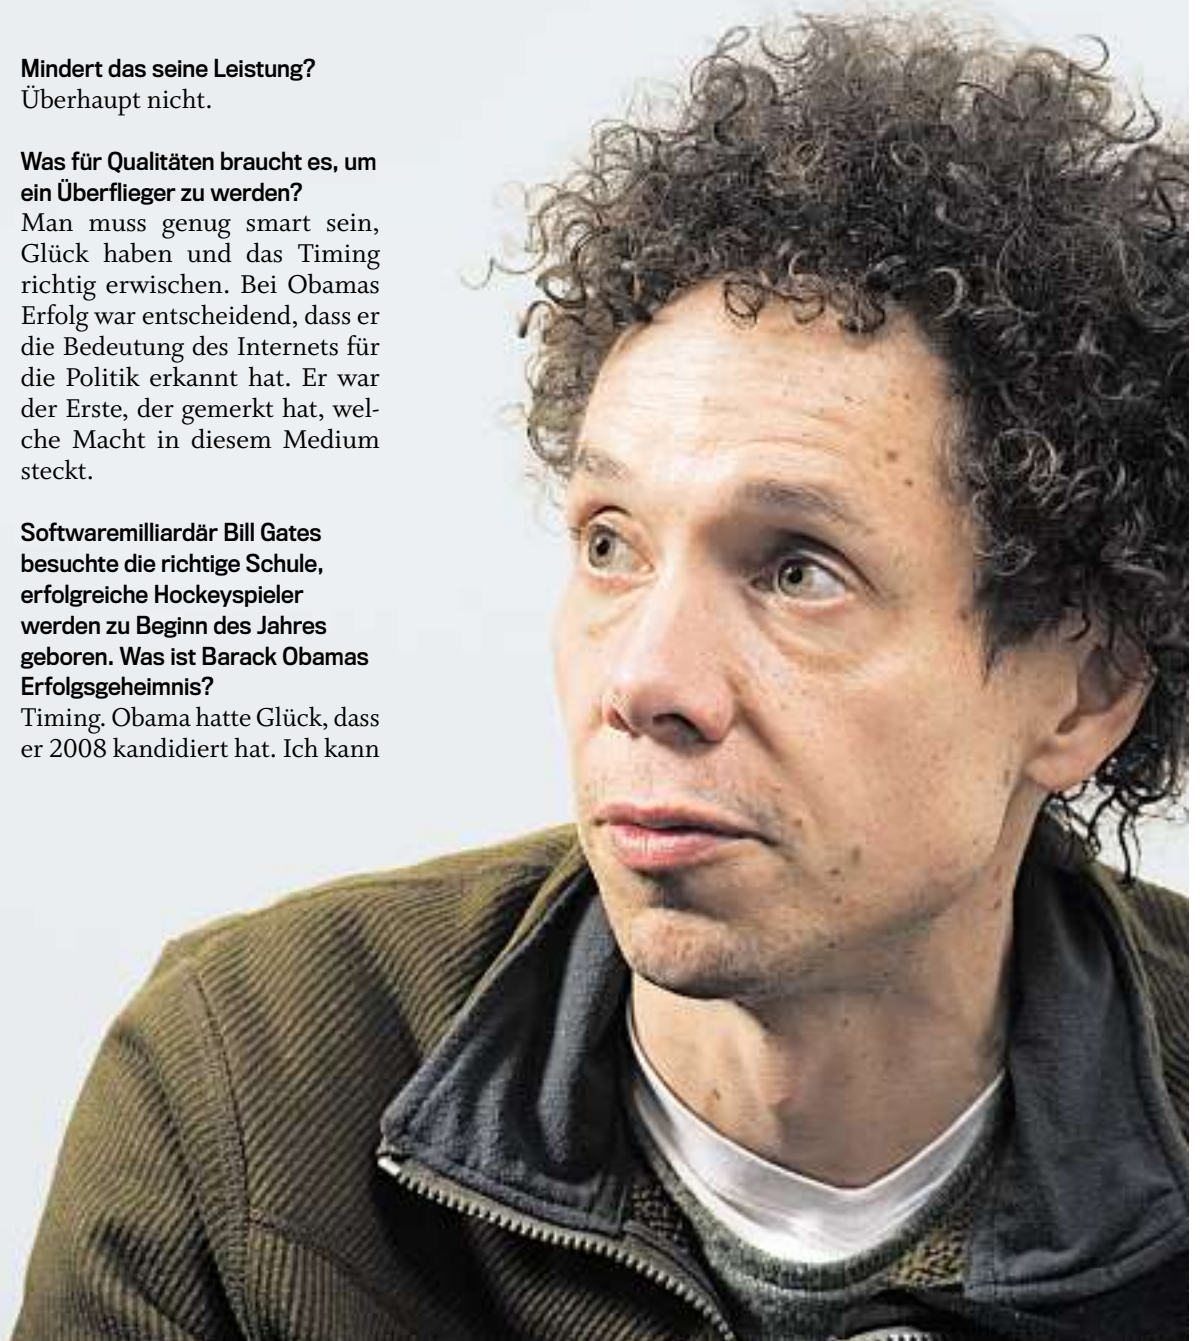 Mindert das seine Leistung?
Überhaupt nicht.
Was für Qualitäten braucht es, um
ein Überflieger zu werden?
Man muss genug smart sein,
Glück haben und das Timing
richtig erwischen. Bei Obamas
Erfolg war entscheidend, dass er
die Bedeutung des Internets für
die Politik erkannt hat. Er war
der Erste, der gemerkt hat, wel-
che Macht in diesem Medium
steckt.
Softwaremilliardär Bill Gates
besuchte die richtige Schule,
erfolgreiche Hockeyspieler
werden zu Beginn des Jahres
geboren. Was ist Barack Obamas
Erfolgsgeheimnis?
Timing. Obama hatte Glück, dass
er 2008 kandidiert hat. Ich kann